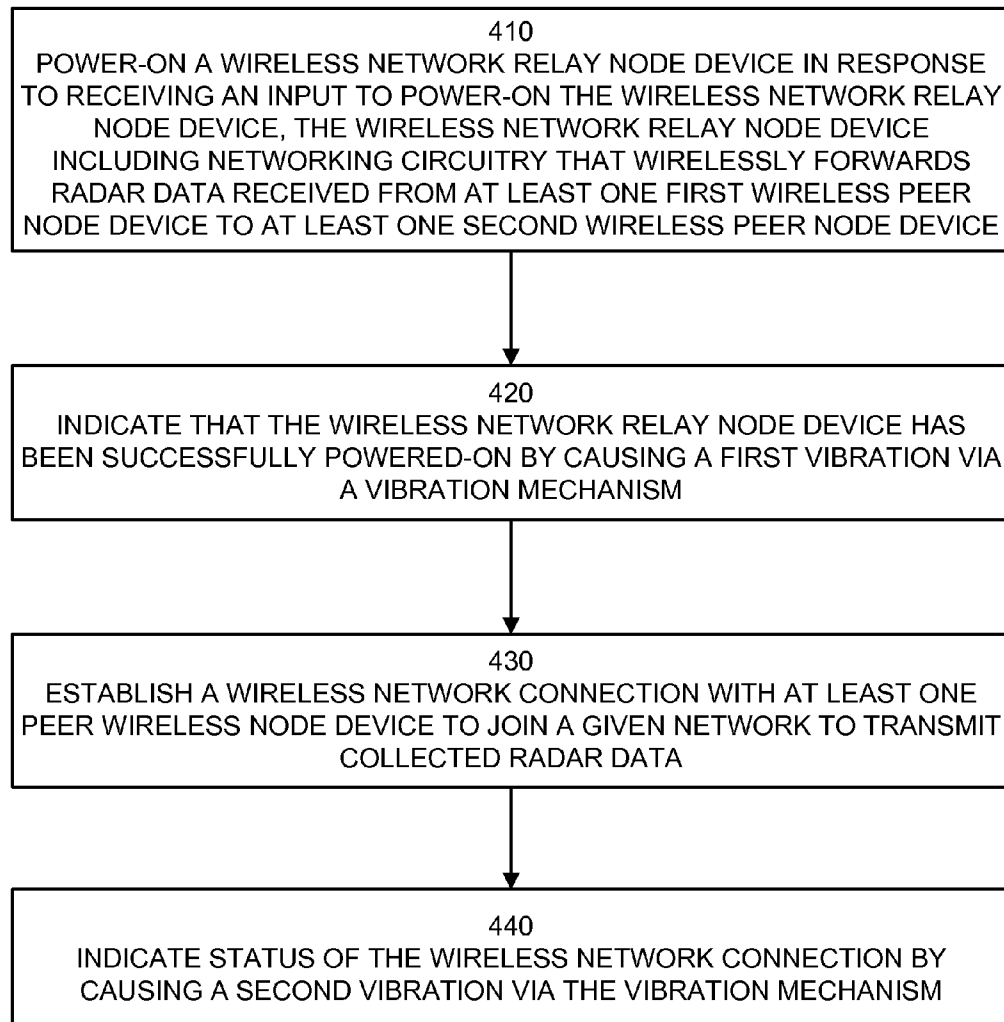 410
POWER-ON A WIRELESS NETWORK RELAY NODE DEVICE IN RESPONSE
TO RECEIVING AN INPUT TO POWER-ON THE WIRELESS NETWORK RELAY
NODE DEVICE, THE WIRELESS NETWORK RELAY NODE DEVICE
INCLUDING NETWORKING CIRCUITRY THAT WIRELESSLY FORWARDS
RADAR DATA RECEIVED FROM AT LEAST ONE FIRST WIRELESS PEER
NODE DEVICE TO AT LEAST ONE SECOND WIRELESS PEER NODE DEVICE
420
INDICATE THAT THE WIRELESS NETWORK RELAY NODE DEVICE HAS
BEEN SUCCESSFULLY POWERED-ON BY CAUSING A FIRST VIBRATION VIA
A VIBRATION MECHANISM
430
ESTABLISH A WIRELESS NETWORK CONNECTION WITH AT LEAST ONE
PEER WIRELESS NODE DEVICE TO JOIN A GIVEN NETWORK TO TRANSMIT
COLLECTED RADAR DATA
440
INDICATE STATUS OF THE WIRELESS NETWORK CONNECTION BY
CAUSING A SECOND VIBRATION VIA THE VIBRATION MECHANISM